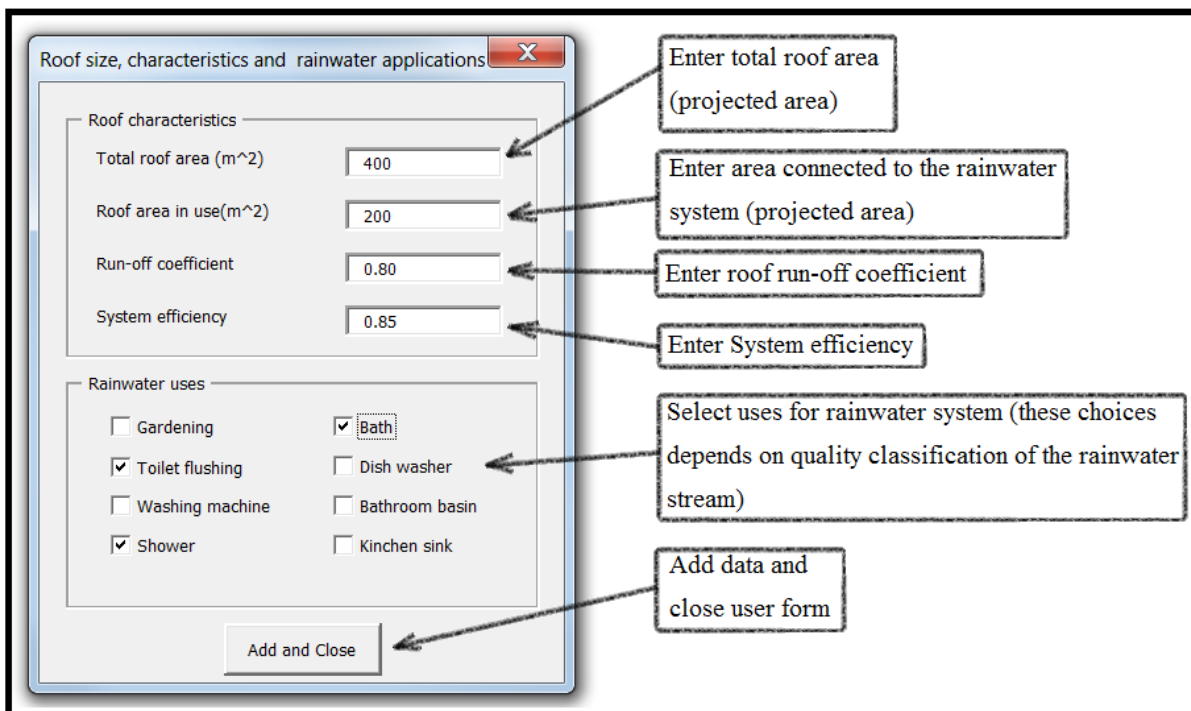 Roof size, characteristics and  rainwater applications
X
Roof characteristics
Total roof area (m^2)
400
Roof area in use(m^2)
200
Run-off coefficient
0.80
System efficiency
0.85
Rainwater uses
Gardening
Bath
Toilet flushing
Dish washer
Washing machine
Bathroom basin
Shower
Kinchen sink
Add and Close
Enter total roof area
(projected area)
Enter area connected to the rainwater
system (projected area)
Enter roof run-off coefficient
Enter System efficiency
Select uses for rainwater system (these choices
depends on quality classification of the rainwater
stream)
Add data and
close user form